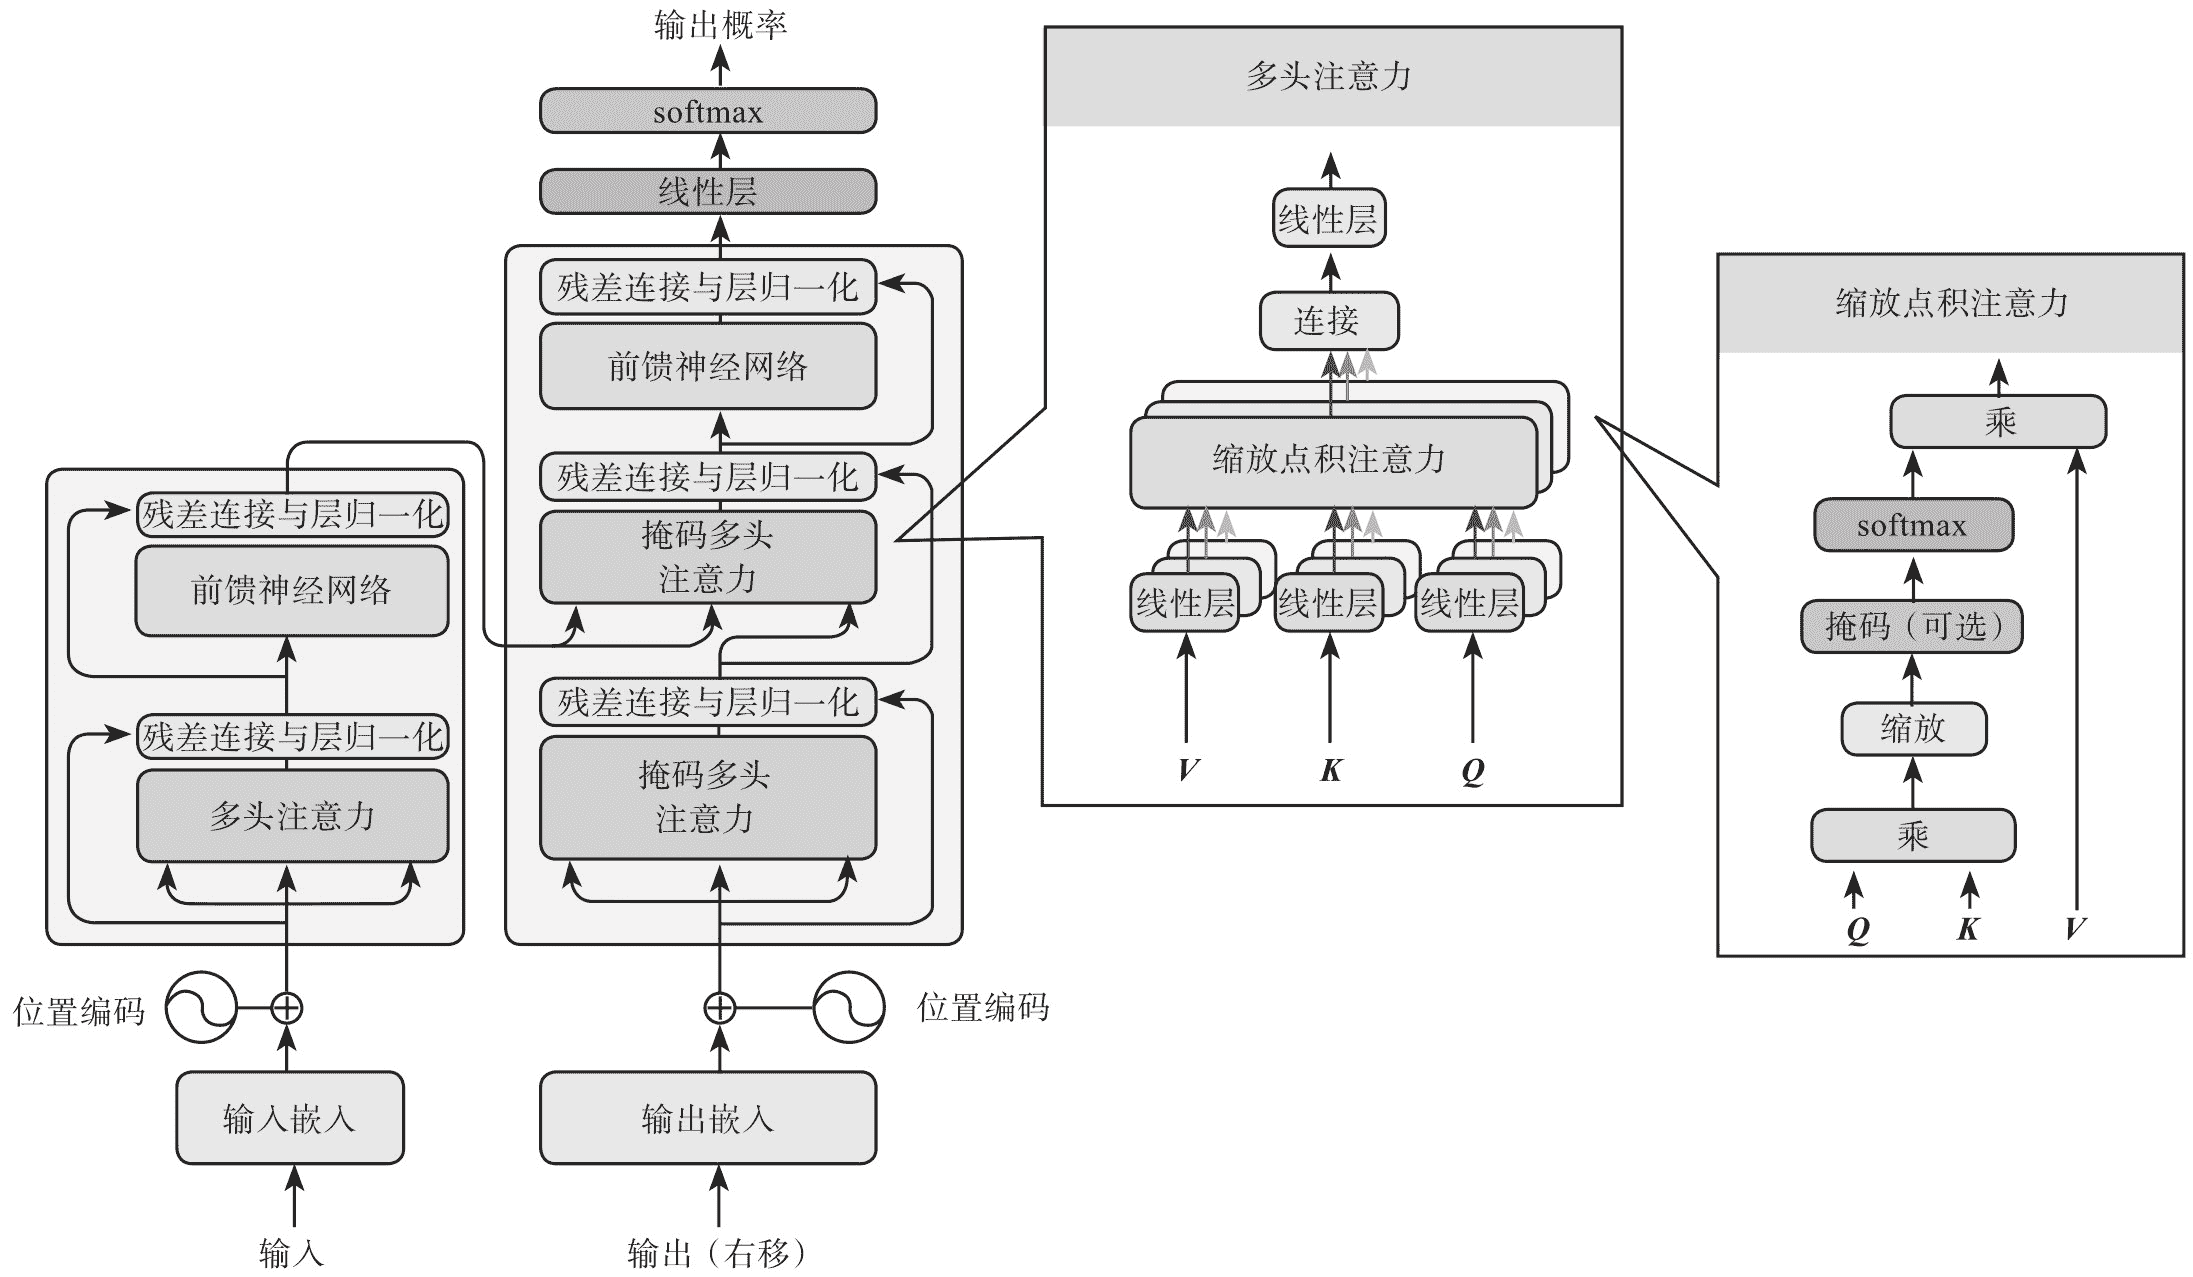 输出概率
softmax
线性层
残差连接与层归一化
前馈神经网络
残差连接与层归一化
掩码多头
注意力
残差连接与层归一化
掩码多头
注意力
位置编码
输出嵌入
输出（右移）
残差连接与层归一化
前馈神经网络
残差连接与层归一化
多头注意力
位置编码
输入嵌入
输入
多头注意力
线性层
连接
缩放点积注意力
线性层
线性层
线性层
V
K
Q
缩放点积注意力
乘
softmax
掩码（可选）
缩放
乘
Q
K
V